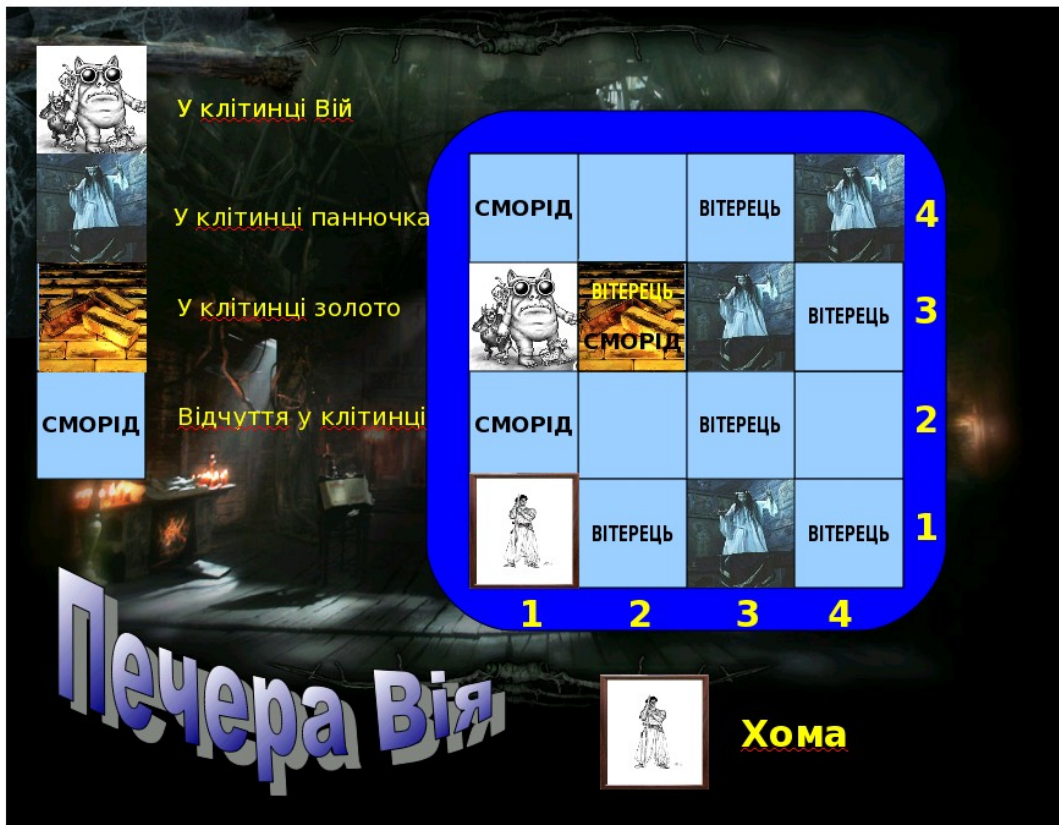 У клітинці Вій
У клітинці панночка
У клітинці золото
СМОРІД
Відчуття у клітинці
СМОРІД
ВІТЕРЕЦЬ
4
ВІТЕРЕЦЬ
СМОРІД
ВІТЕРЕЦЬ
3
СМОРІД
ВІТЕРЕЦЬ
2
ВІТЕРЕЦЬ
ВІТЕРЕЦЬ
1
1 2 3 4
Печера Вія
Хома